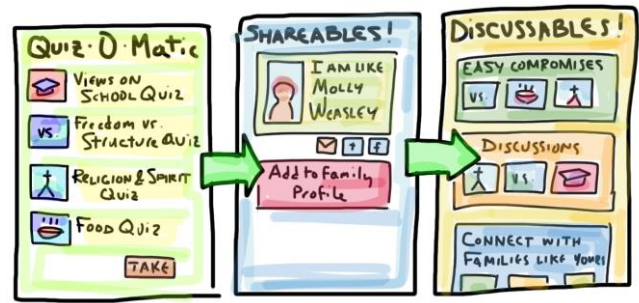 Quiz·O·Matic
Views on
School Quiz
vs.
Freedom vs.
Structure Quiz
Religion & Spirit
Quiz
Food Quiz
TAKE
SHAREABLES!
I AM LIKE
MOLLY
WEASLEY
t f
Add to Family
Profile
DISCUSSABLES!
EASY COMPROMISES
vs.
DISCUSSIONS
vs.
CONNECT WITH
FAMILIES LIKE YOURS